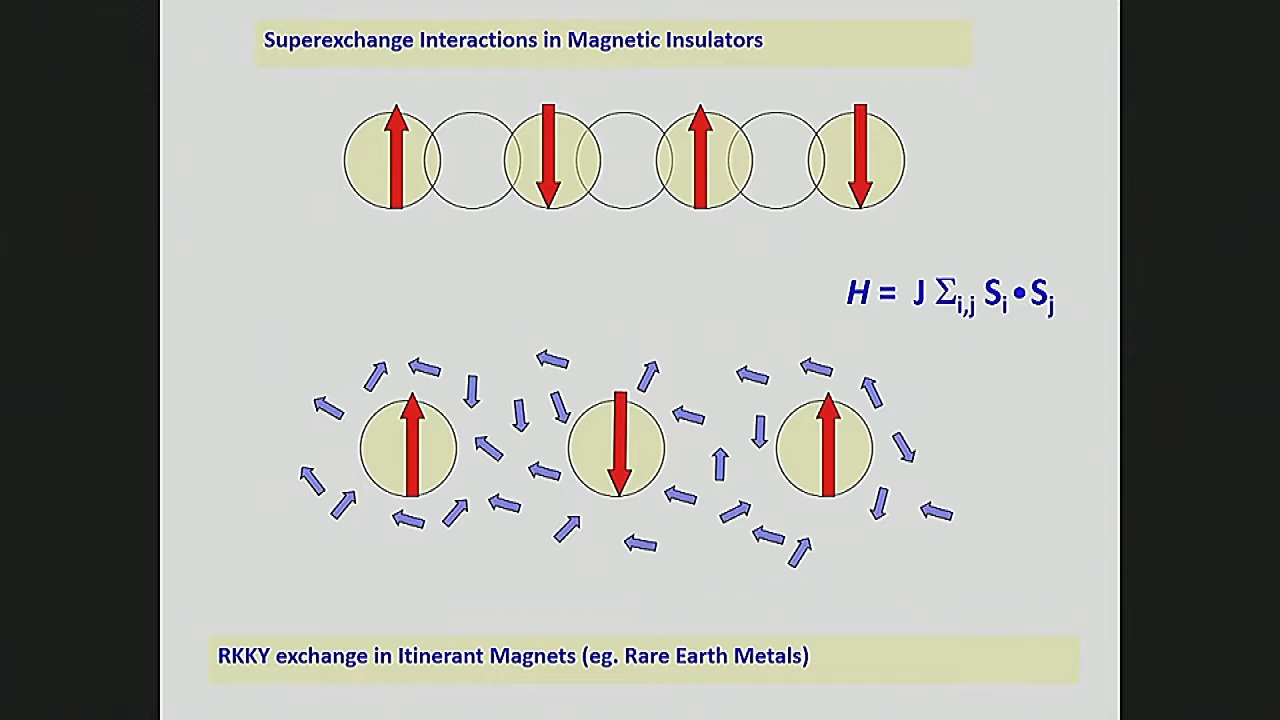 Superexchange Interactions in Magnetic Insulators
H = J Σi,j Si•Sj
RKKY exchange in Itinerant Magnets (eg. Rare Earth Metals)